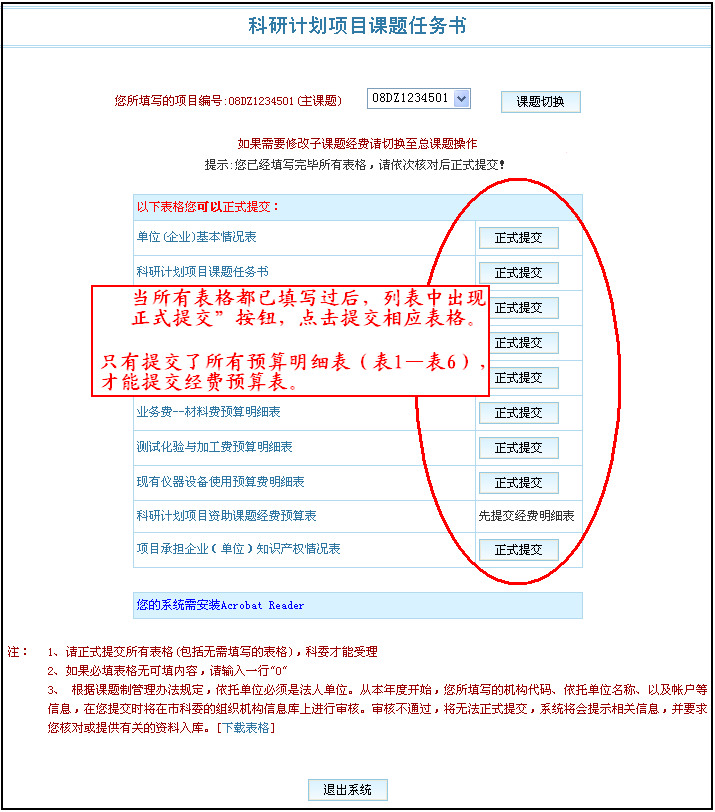 科研计划项目课题任务书
您所填写的项目编号:08DZ1234501(主课题) 08DZ1234501 课题切换
如果需要修改子课题经费请切换至总课题操作
提示:您已经填写完毕所有表格，请依次核对后正式提交!
以下表格您可以正式提交：
单位(企业)基本情况表 正式提交
科研计划项目课题任务书 正式提交
当所有表格都已填写过后，列表中出现
正式提交”按钮，点击提交相应表格。
正式提交
正式提交
只有提交了所有预算明细表（表1—表6），
才能提交经费预算表。
正式提交
业务费--材料费预算明细表 正式提交
测试化验与加工费预算明细表 正式提交
现有仪器设备使用预算费明细表 正式提交
科研计划项目资助课题经费预算表 先提交经费明细表
项目承担企业（单位）知识产权情况表 正式提交
您的系统需安装Acrobat Reader
注： 1、请正式提交所有表格(包括无需填写的表格)，科委才能受理
2、如果必填表格无可填内容，请输入一行"0"
3、 根据课题制管理办法规定，依托单位必须是法人单位。从本年度开始，您所填写的机构代码、依托单位名称、以及帐户等
信息，在您提交时将在市科委的组织机构信息库上进行审核。审核不通过，将无法正式提交，系统将会提示相关信息，并要求
您核对或提供有关的资料入库。[下载表格]
退出系统